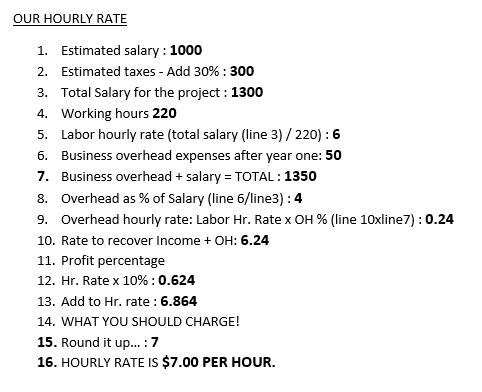 OUR HOURLY RATE
1. Estimated salary : 1000
2. Estimated taxes - Add 30% : 300
3. Total Salary for the project : 1300
4. Working hours 220
5. Labor hourly rate (total salary (line 3) / 220) : 6
6. Business overhead expenses after year one: 50
7. Business overhead + salary = TOTAL : 1350
8. Overhead as % of Salary (line 6/line3) : 4
9. Overhead hourly rate: Labor Hr. Rate x OH % (line 10xline7) : 0.24
10. Rate to recover Income + OH: 6.24
11. Profit percentage
12. Hr. Rate x 10% : 0.624
13. Add to Hr. rate : 6.864
14. WHAT YOU SHOULD CHARGE!
15. Round it up... : 7
16. HOURLY RATE IS $7.00 PER HOUR.